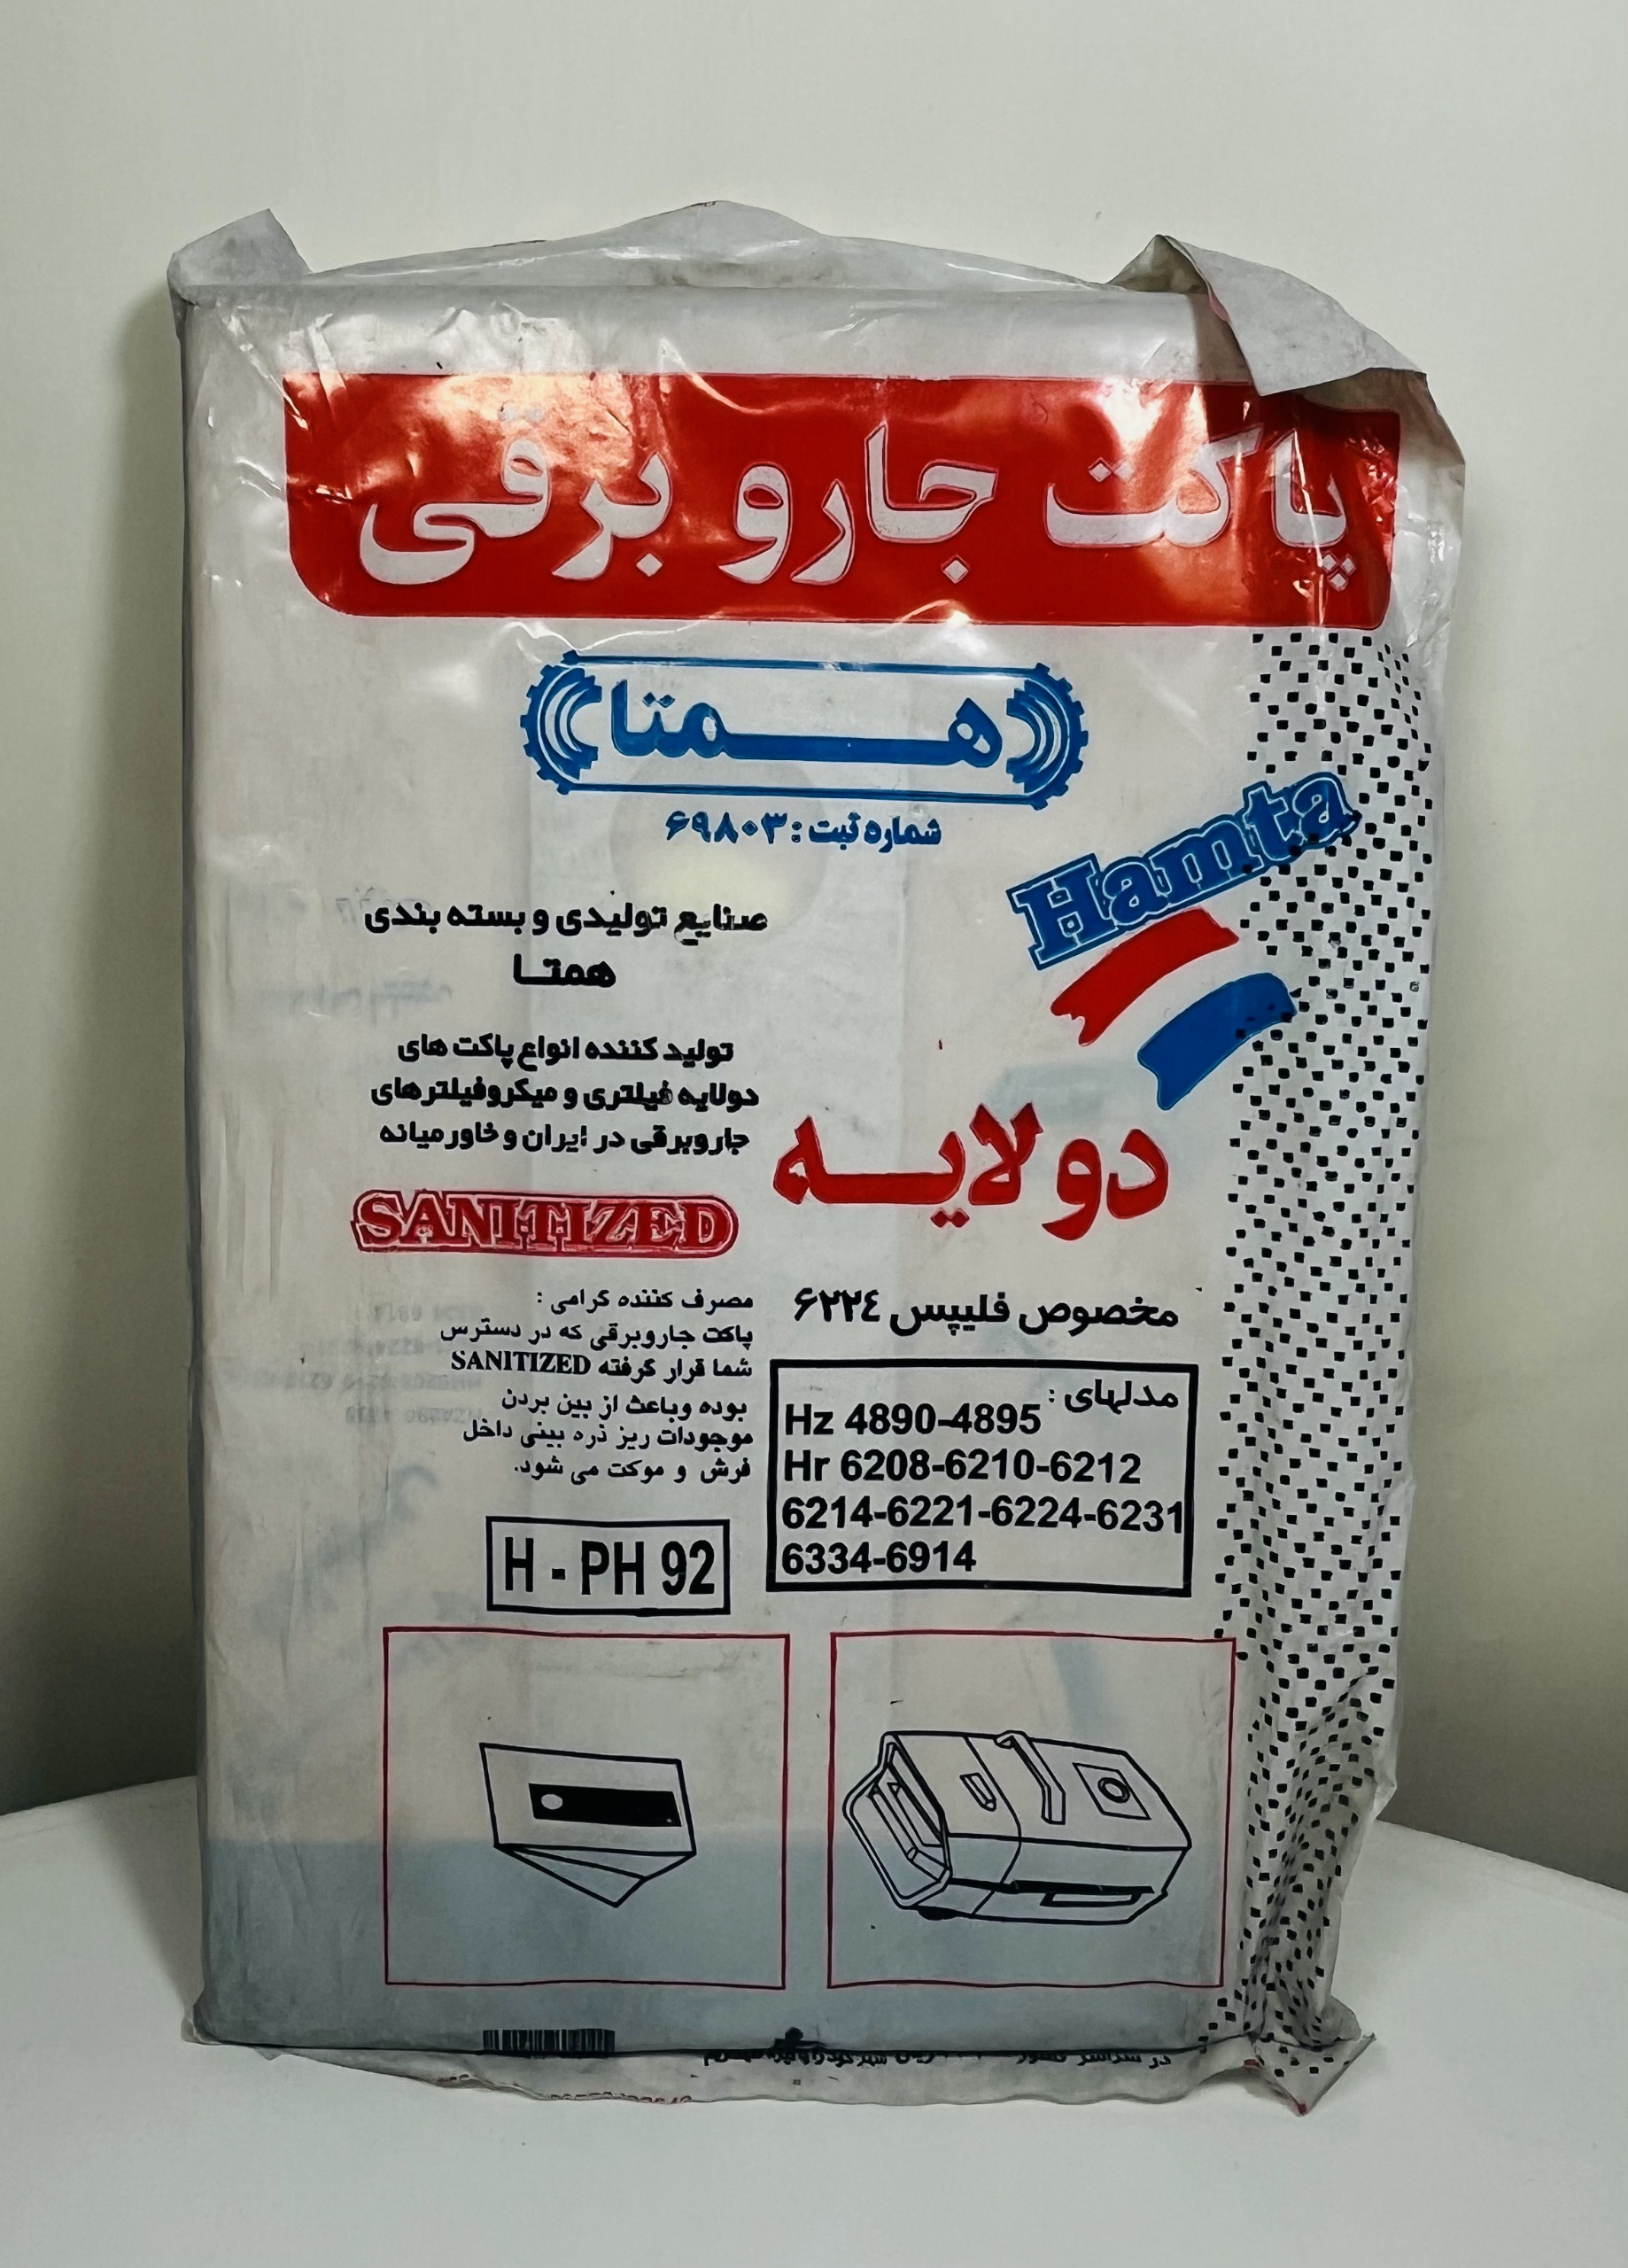 پاکت جارو برقی
همتا
شماره ثبت : ۶۹۸۰۳
Hamta
صنایع تولیدی و بسته بندی
همتا
تولید کننده انواع پاکت های
دولایه فیلتری و میکروفیلترهای
جاروبرقی در ایران و خاورمیانه
دولایه
SANITIZED
مصرف کننده گرامی :
پاکت جاروبرقی که در دسترس
شما قرار گرفته SANITIZED
بوده وباعث از بین بردن
موجودات ریز ذره بینی داخل
فرش و موکت می شود.
مخصوص فلیپس ۶۲۲۴
مدلهای :
Hz 4890-4895
Hr 6208-6210-6212
6214-6221-6224-6231
6334-6914
H - PH 92
در سراسر